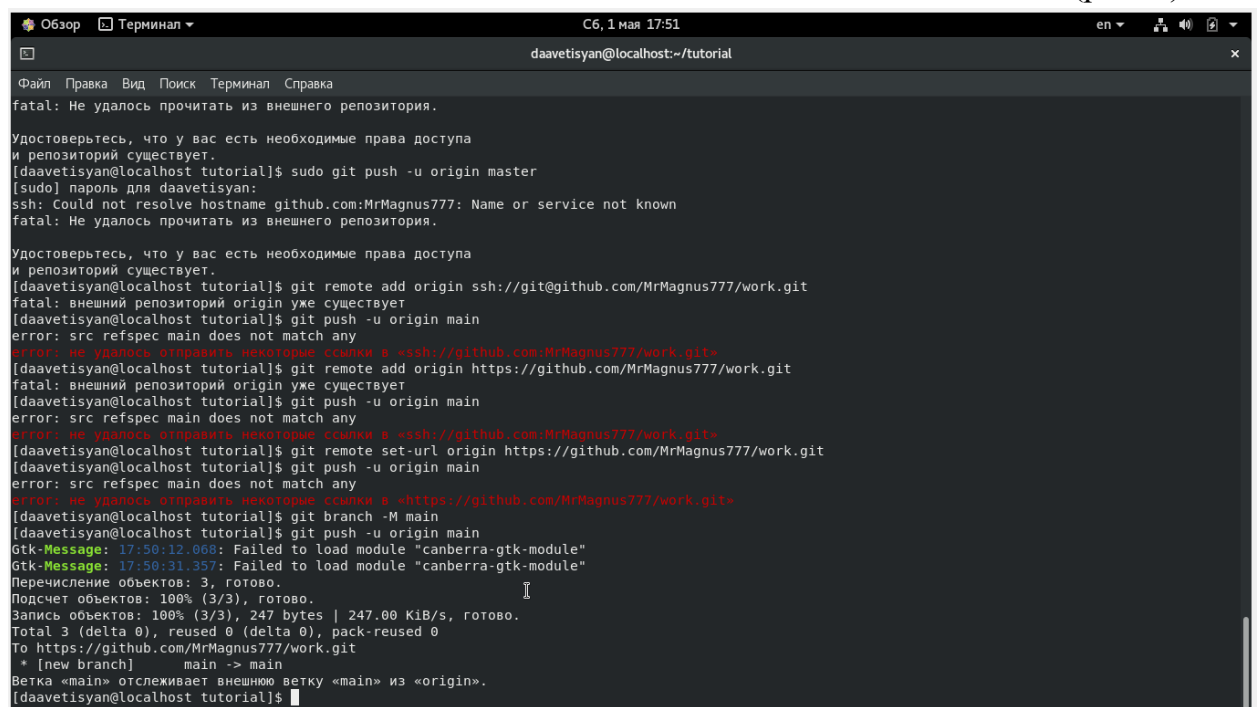 Обзор Терминал Сб, 1 мая 17:51 en
daavetisyan@localhost:~/tutorial
Файл Правка Вид Поиск Терминал Справка
fatal: Не удалось прочитать из внешнего репозитория.
Удостоверьтесь, что у вас есть необходимые права доступа
и репозиторий существует.
[daavetisyan@localhost tutorial]$ sudo git push -u origin master
[sudo] пароль для daavetisyan:
ssh: Could not resolve hostname github.com:MrMagnus777: Name or service not known
fatal: Не удалось прочитать из внешнего репозитория.
Удостоверьтесь, что у вас есть необходимые права доступа
и репозиторий существует.
[daavetisyan@localhost tutorial]$ git remote add origin ssh://git@github.com/MrMagnus777/work.git
fatal: внешний репозиторий origin уже существует
[daavetisyan@localhost tutorial]$ git push -u origin main
error: src refspec main does not match any
error: не удалось отправить некоторые ссылки в «ssh://github.com:MrMagnus777/work.git»
[daavetisyan@localhost tutorial]$ git remote add origin https://github.com/MrMagnus777/work.git
fatal: внешний репозиторий origin уже существует
[daavetisyan@localhost tutorial]$ git push -u origin main
error: src refspec main does not match any
error: не удалось отправить некоторые ссылки в «ssh://github.com:MrMagnus777/work.git»
[daavetisyan@localhost tutorial]$ git remote set-url origin https://github.com/MrMagnus777/work.git
[daavetisyan@localhost tutorial]$ git push -u origin main
error: src refspec main does not match any
error: не удалось отправить некоторые ссылки в «https://github.com/MrMagnus777/work.git»
[daavetisyan@localhost tutorial]$ git branch -M main
[daavetisyan@localhost tutorial]$ git push -u origin main
Gtk-Message: 17:50:12.068: Failed to load module "canberra-gtk-module"
Gtk-Message: 17:50:31.357: Failed to load module "canberra-gtk-module"
Перечисление объектов: 3, готово.
Подсчет объектов: 100% (3/3), готово.
Запись объектов: 100% (3/3), 247 bytes | 247.00 KiB/s, готово.
Total 3 (delta 0), reused 0 (delta 0), pack-reused 0
To https://github.com/MrMagnus777/work.git
 * [new branch]      main -> main
Ветка «main» отслеживает внешнюю ветку «main» из «origin».
[daavetisyan@localhost tutorial]$